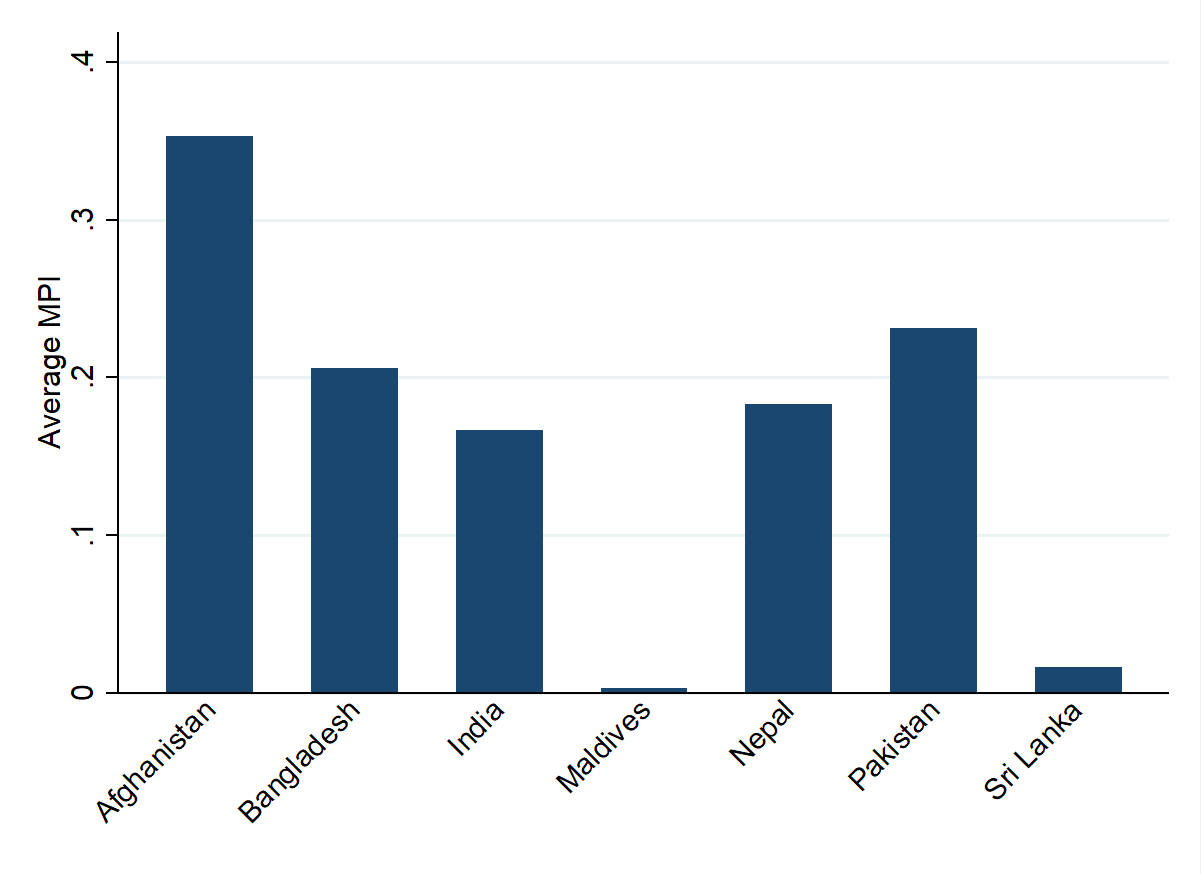 Average MPI
.4
.3
.2
.1
0
Afghanistan
Bangladesh
India
Maldives
Nepal
Pakistan
Sri Lanka